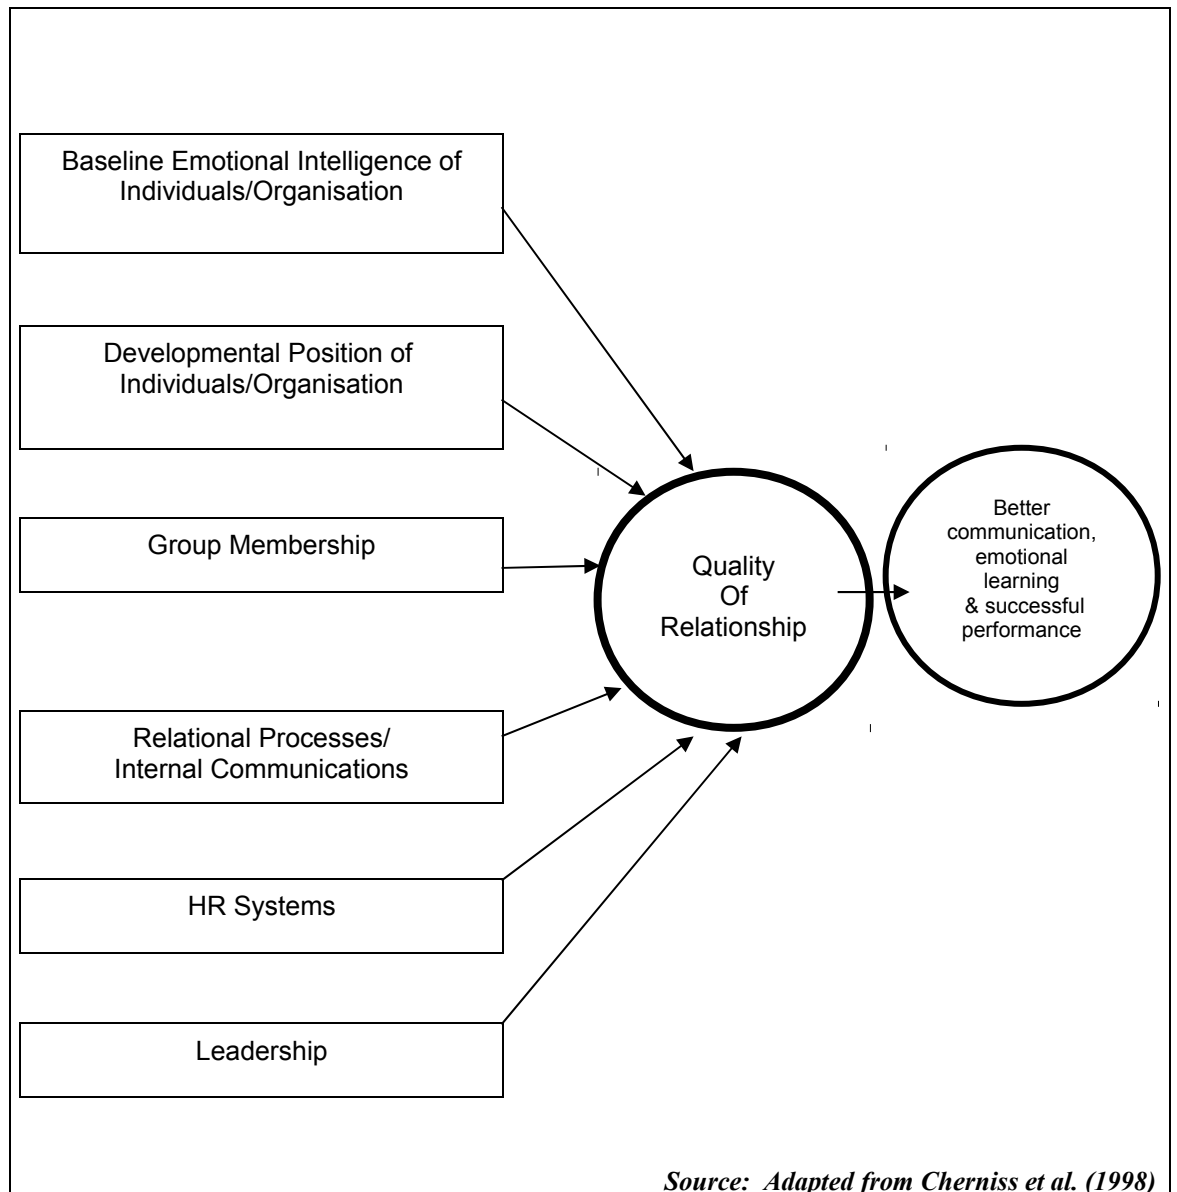 Baseline Emotional Intelligence of
Individuals/Organisation
Developmental Position of
Individuals/Organisation
Group Membership
Relational Processes/
Internal Communications
HR Systems
Leadership
Quality
Of
Relationship
Better
communication,
emotional
learning
& successful
performance
Source: Adapted from Cherniss et al. (1998)